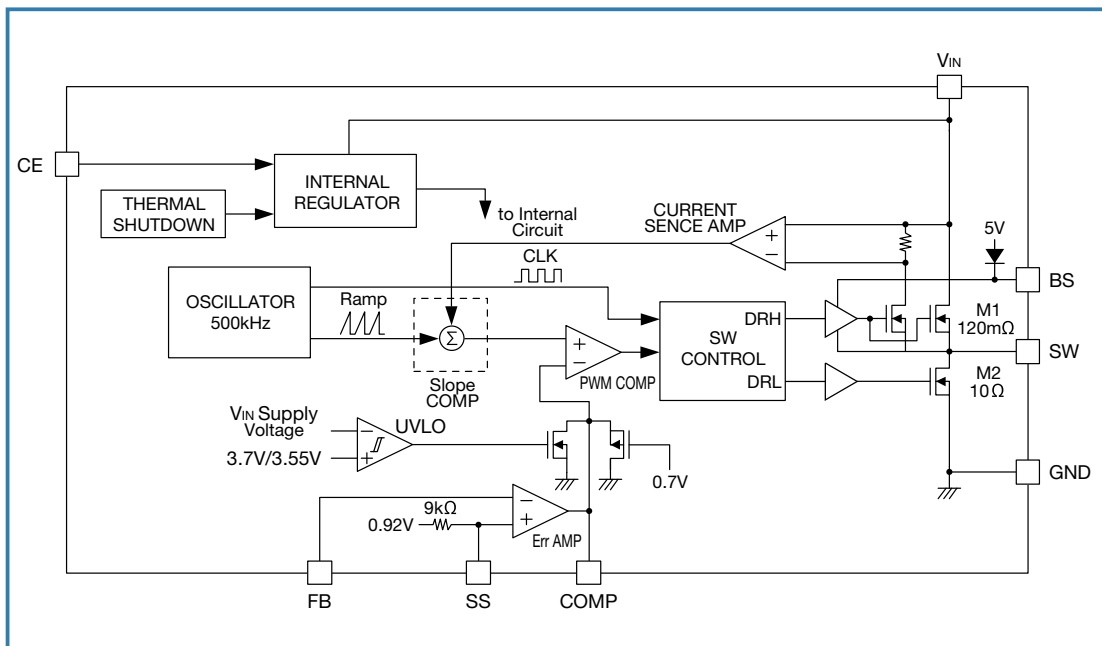 VIN
CE
INTERNAL
REGULATOR
THERMAL
SHUTDOWN
to Internal
Circuit
CURRENT
SENCE AMP
+
−
5V
BS
CLK
OSCILLATOR
500kHz
Ramp
Σ
Slope
COMP
+
−
PWM COMP
DRH
SW
CONTROL
DRL
M1
120mΩ
SW
M2
10Ω
VIN Supply
Voltage
UVLO
−
+
3.7V/3.55V
0.7V
GND
9kΩ
0.92V
−
+
Err AMP
FB
SS
COMP